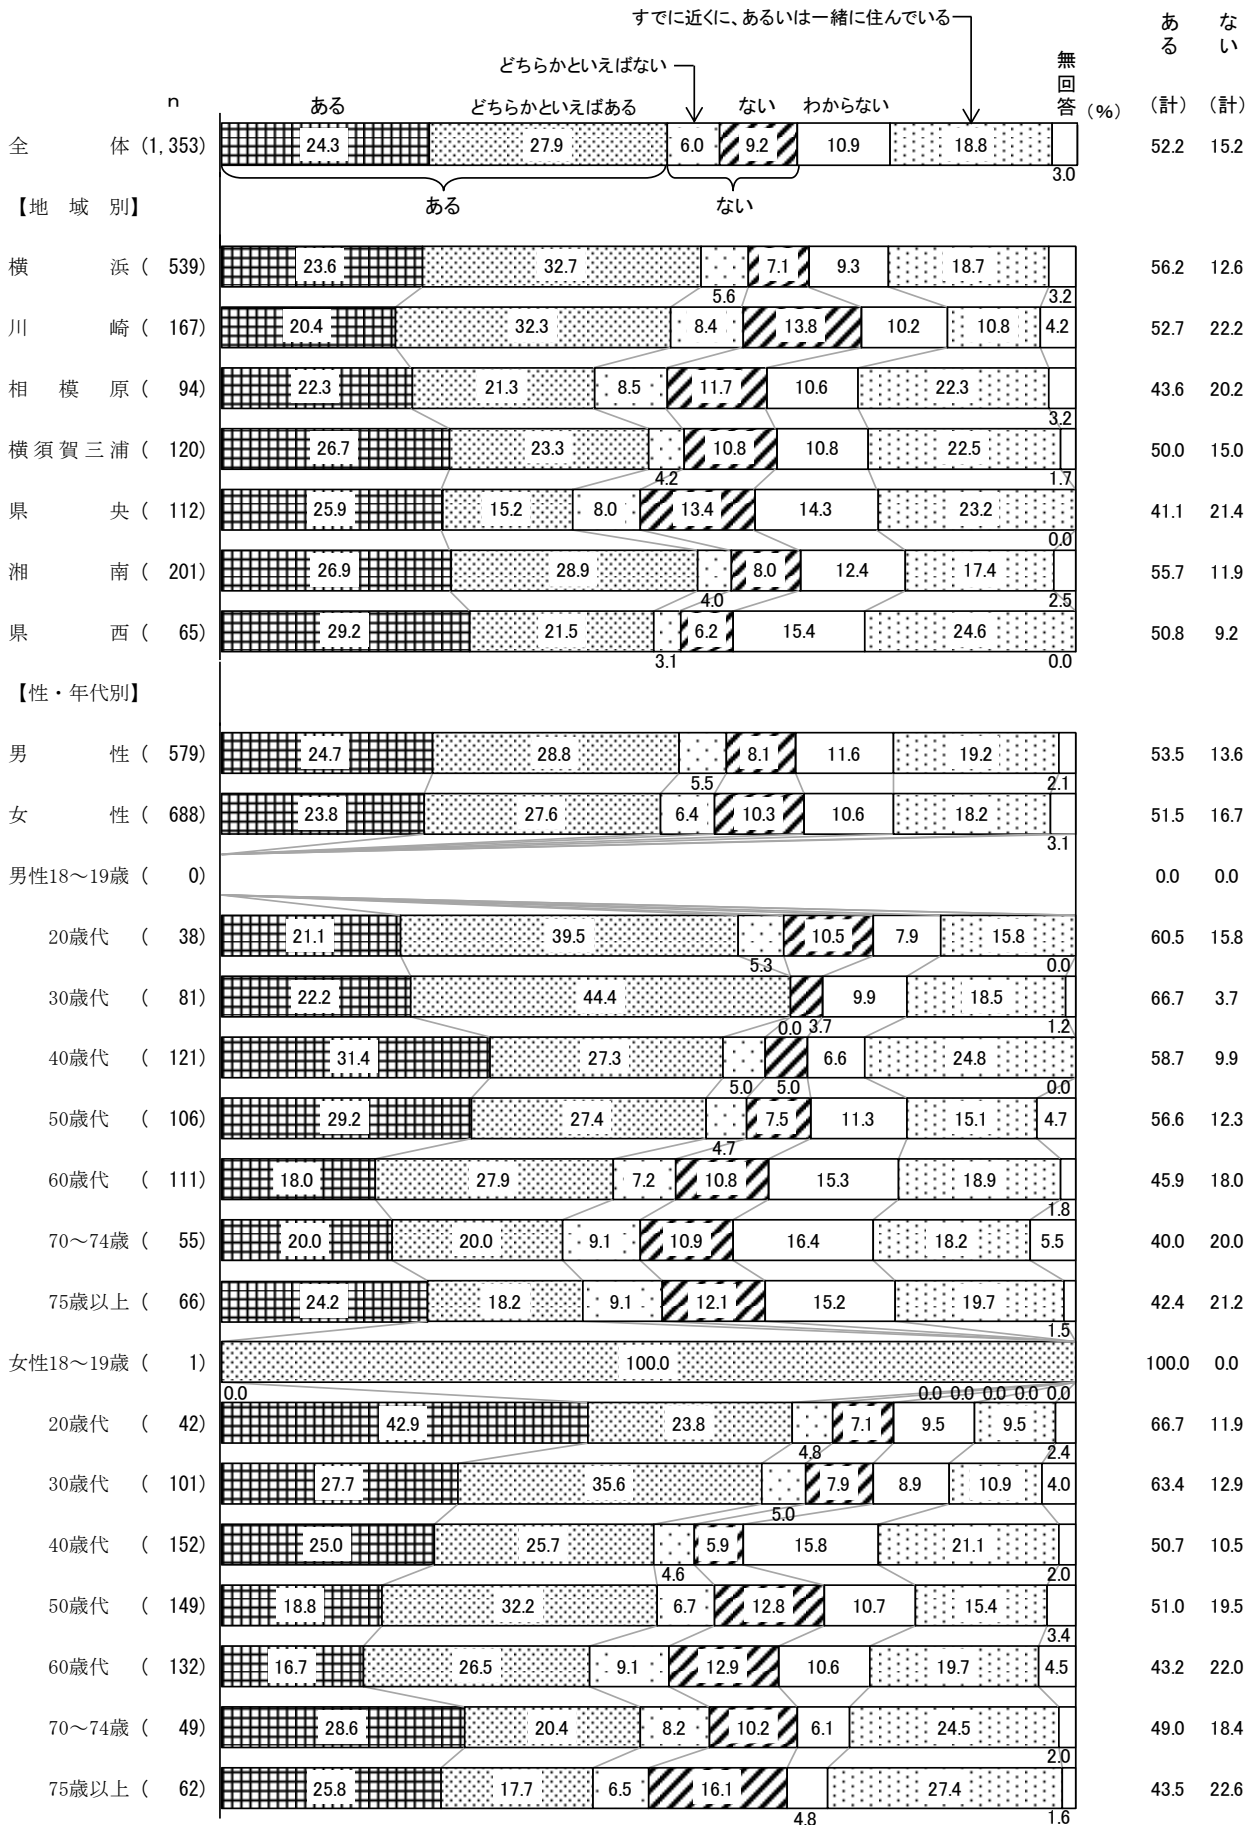 すでに近くに、あるいは一緒に住んでいる
どちらかといえばない
n ある どちらかといえばある ない わからない 無回答 (%) ある（計） ない（計）
全体 (1,353) 24.3 27.9 6.0 9.2 10.9 18.8 52.2 15.2
3.0
ある ない
【地域別】
横浜 ( 539) 23.6 32.7 7.1 9.3 18.7 56.2 12.6
5.6 3.2
川崎 ( 167) 20.4 32.3 8.4 13.8 10.2 10.8 4.2 52.7 22.2
相模原 ( 94) 22.3 21.3 8.5 11.7 10.6 22.3 43.6 20.2
3.2
横須賀三浦 ( 120) 26.7 23.3 10.8 10.8 22.5 50.0 15.0
4.2 1.7
県央 ( 112) 25.9 15.2 8.0 13.4 14.3 23.2 41.1 21.4
0.0
湘南 ( 201) 26.9 28.9 8.0 12.4 17.4 55.7 11.9
4.0 2.5
県西 ( 65) 29.2 21.5 6.2 15.4 24.6 50.8 9.2
3.1 0.0
【性・年代別】
男性 ( 579) 24.7 28.8 8.1 11.6 19.2 53.5 13.6
5.5 2.1
女性 ( 688) 23.8 27.6 6.4 10.3 10.6 18.2 51.5 16.7
3.1
男性18～19歳 ( 0) 0.0 0.0
20歳代 ( 38) 21.1 39.5 10.5 7.9 15.8 60.5 15.8
5.3 0.0
30歳代 ( 81) 22.2 44.4 9.9 18.5 66.7 3.7
0.0 3.7 1.2
40歳代 ( 121) 31.4 27.3 6.6 24.8 58.7 9.9
5.0 5.0 0.0
50歳代 ( 106) 29.2 27.4 7.5 11.3 15.1 4.7 56.6 12.3
4.7
60歳代 ( 111) 18.0 27.9 7.2 10.8 15.3 18.9 45.9 18.0
1.8
70～74歳 ( 55) 20.0 20.0 9.1 10.9 16.4 18.2 5.5 40.0 20.0
75歳以上 ( 66) 24.2 18.2 9.1 12.1 15.2 19.7 42.4 21.2
1.5
女性18～19歳 ( 1) 100.0 100.0 0.0
0.0 0.0 0.0 0.0 0.0 0.0
20歳代 ( 42) 42.9 23.8 7.1 9.5 9.5 66.7 11.9
4.8 2.4
30歳代 ( 101) 27.7 35.6 7.9 8.9 10.9 4.0 63.4 12.9
5.0
40歳代 ( 152) 25.0 25.7 5.9 15.8 21.1 50.7 10.5
4.6 2.0
50歳代 ( 149) 18.8 32.2 6.7 12.8 10.7 15.4 51.0 19.5
3.4
60歳代 ( 132) 16.7 26.5 9.1 12.9 10.6 19.7 4.5 43.2 22.0
70～74歳 ( 49) 28.6 20.4 8.2 10.2 6.1 24.5 49.0 18.4
2.0
75歳以上 ( 62) 25.8 17.7 6.5 16.1 27.4 43.5 22.6
4.8 1.6